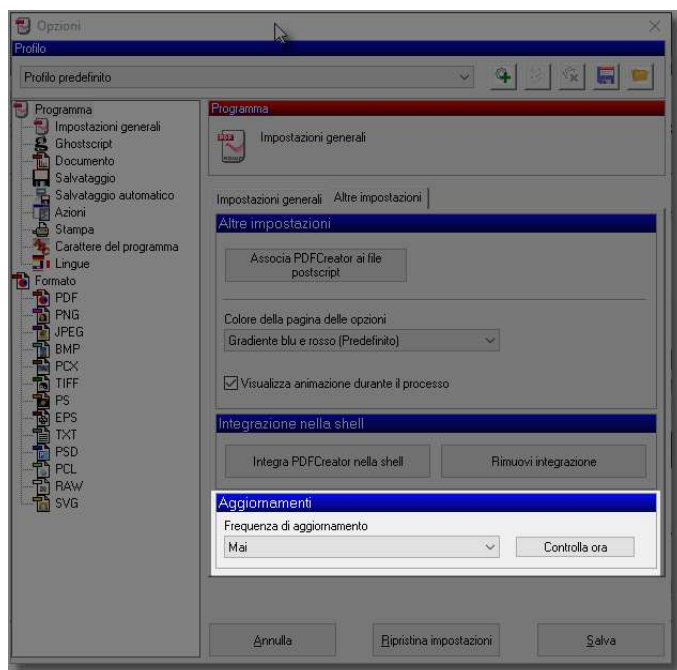 Opzioni
Profilo
Profilo predefinito
Programma
Impostazioni generali
Ghostscript
Documento
Salvataggio
Salvataggio automatico
Azioni
Stampa
Carattere del programma
Lingue
Formato
PDF
PNG
JPEG
BMP
PCX
TIFF
PS
EPS
TXT
PSD
PCL
RAW
SVG
Programma
Impostazioni generali
Impostazioni generali Altre impostazioni
Altre impostazioni
Associa PDFCreator ai file
postscript
Colore della pagina delle opzioni
Gradiente blu e rosso (Predefinito)
Visualizza animazione durante il processo
Integrazione nella shell
Integra PDFCreator nella shell Rimuovi integrazione
Aggiornamenti
Frequenza di aggiornamento
Mai Controlla ora
Annulla Ripristina impostazioni Salva